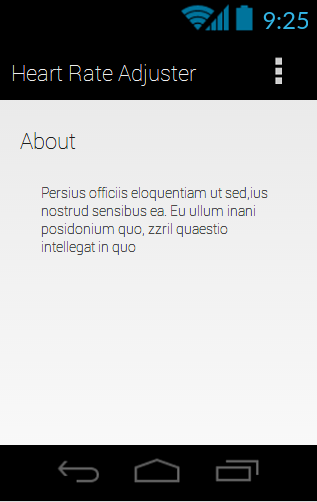 9:25
Heart Rate Adjuster
About
Persius officiis eloquentiam ut sed,ius
nostrud sensibus ea. Eu ullum inani
posidonium quo, zzril quaestio
intellegat in quo